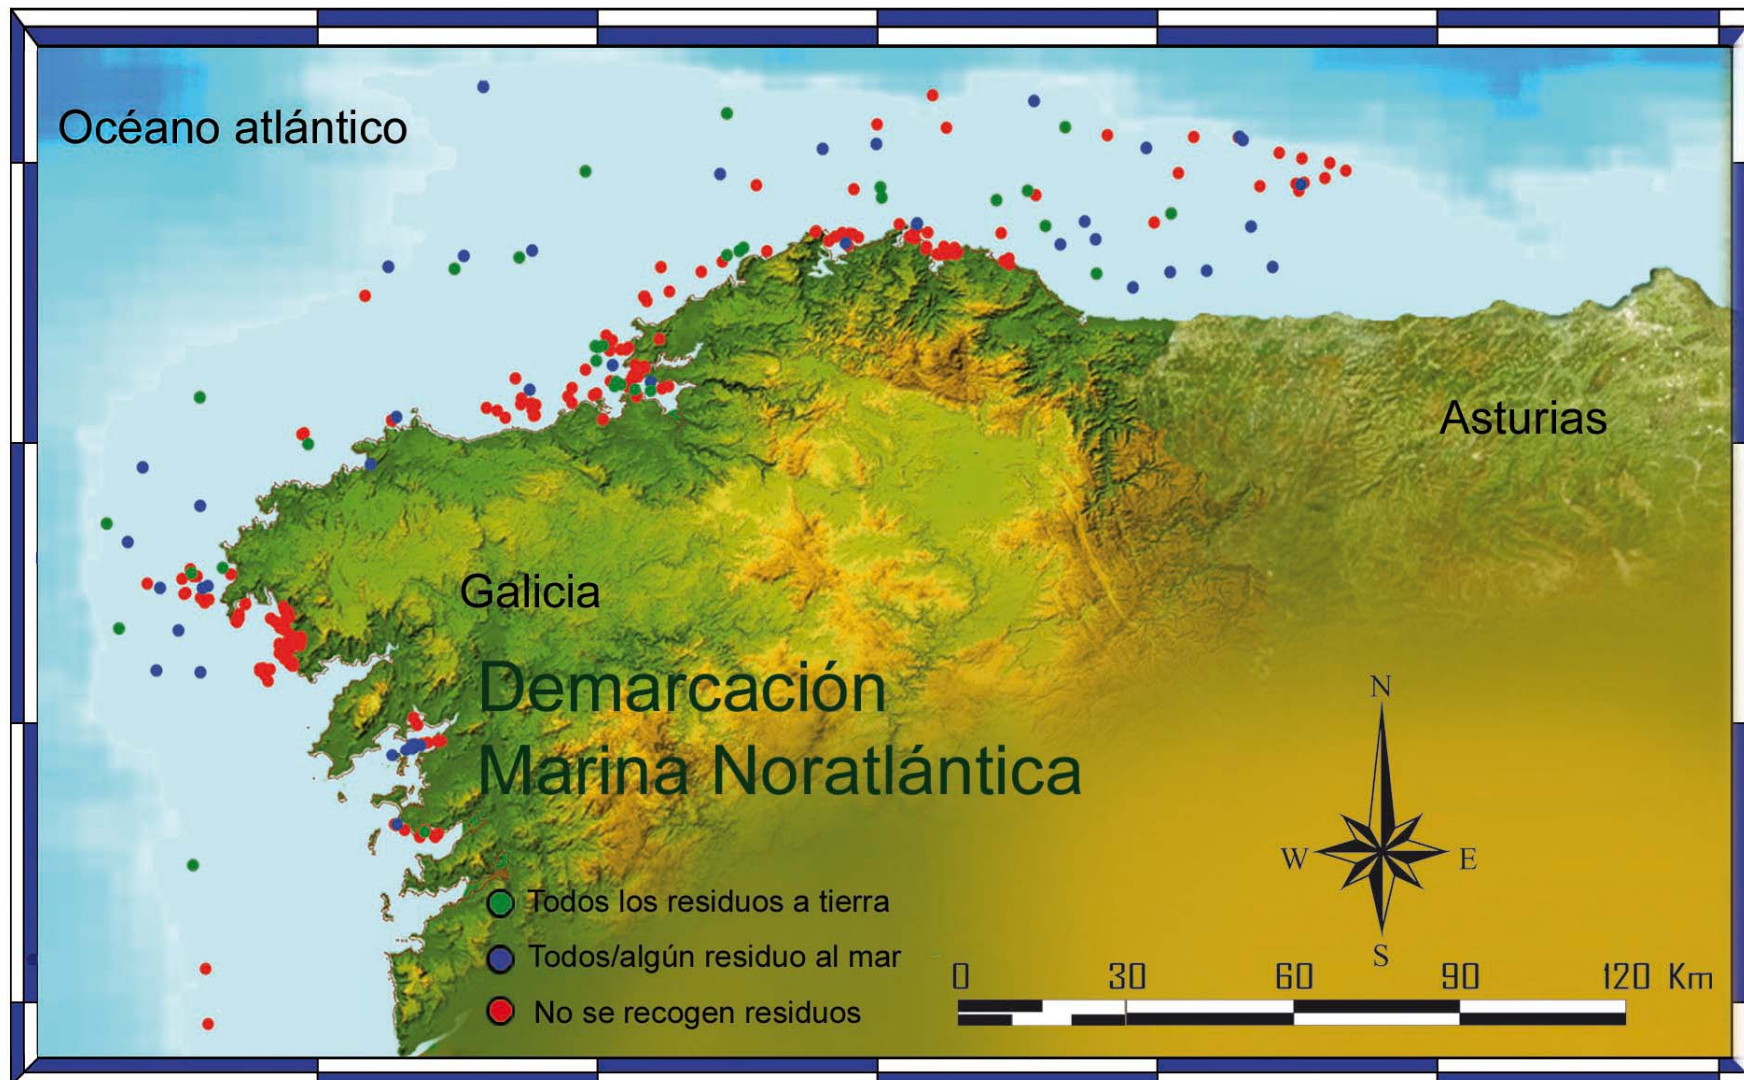 Océano atlántico
Asturias
Galicia
Demarcación
Marina Noratlántica
N
W
E
S
Todos los residuos a tierra
Todos/algún residuo al mar
No se recogen residuos
0 30 60 90 120 Km